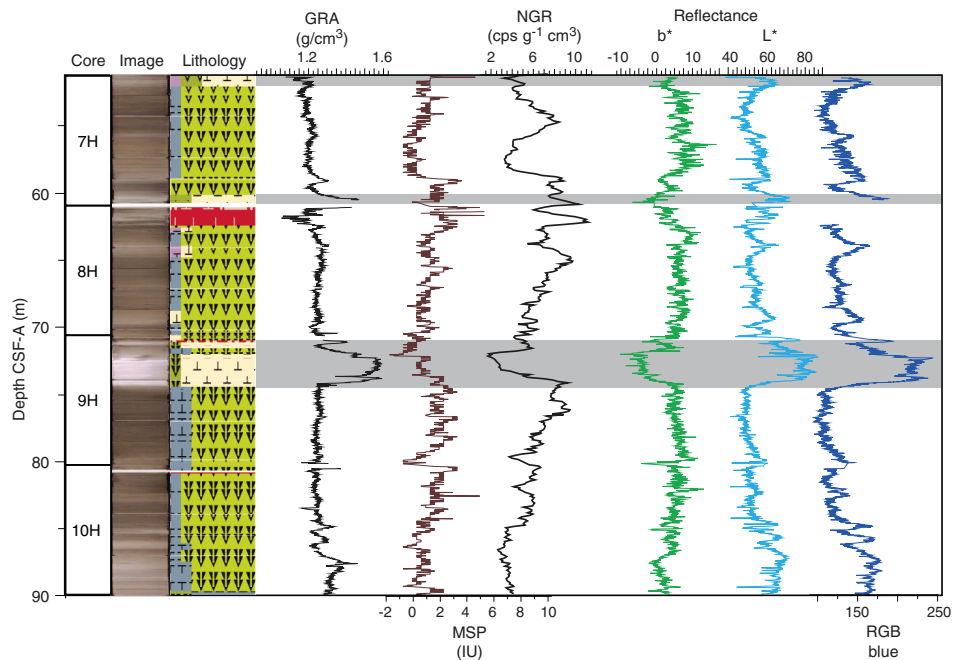 GRA NGR Reflectance
(g/cm³) (cps g⁻¹ cm³) b* L*
Core Image Lithology 1.2 1.6 2 6 10 -10 0 10 40 60 80
7H
60
8H
Depth CSF-A (m)
70
9H
80
10H
90
-2 0 2 4 6 8 10 150 250
MSP RGB
(IU) blue